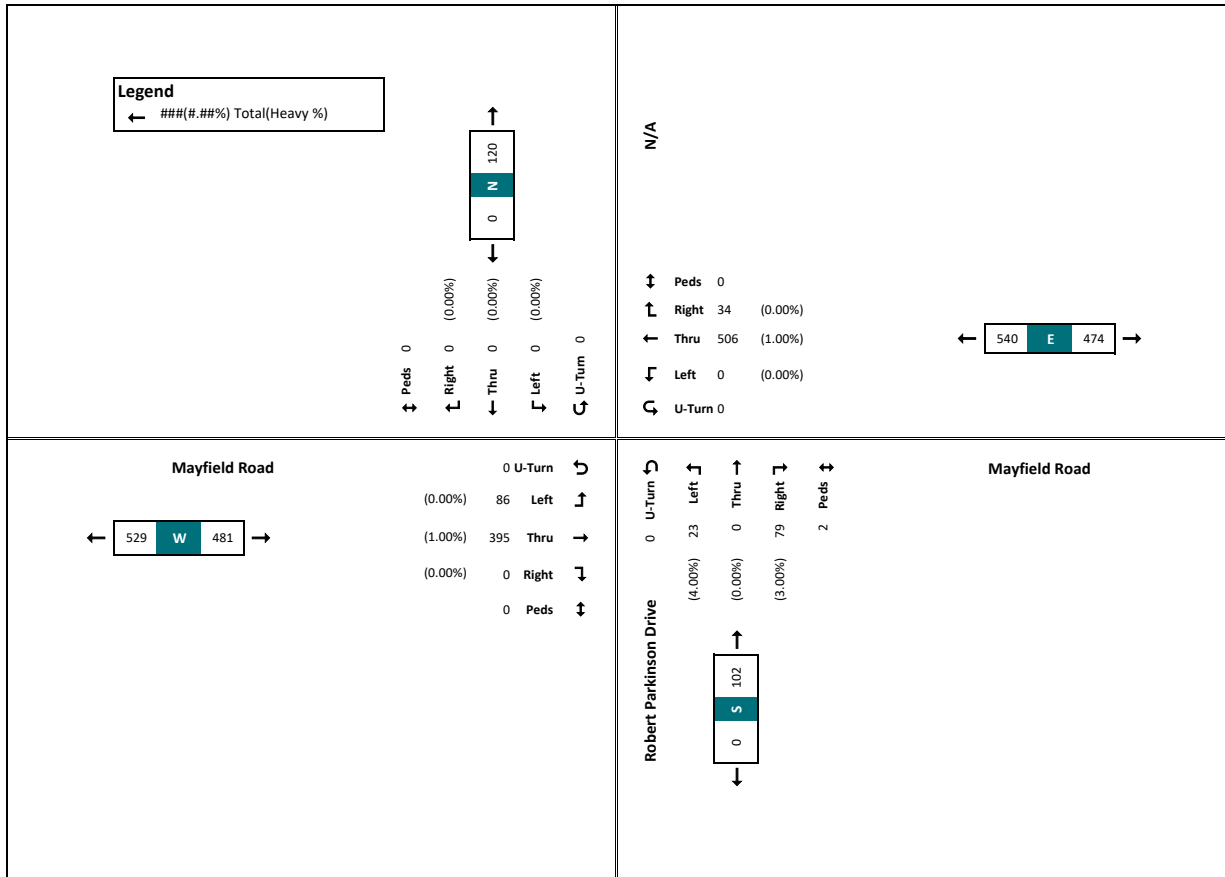 Legend
###(#.##%) Total(Heavy %)
120
N
0
(0.00%)
(0.00%)
(0.00%)
Peds 0
Right 0
Thru 0
Left 0
U-Turn 0
N/A
Peds 0
Right 34 (0.00%)
Thru 506 (1.00%)
Left 0 (0.00%)
U-Turn 0
540 E 474
Mayfield Road
529 W 481
0 U-Turn
(0.00%) 86 Left
(1.00%) 395 Thru
(0.00%) 0 Right
0 Peds
Robert Parkinson Drive
0 U-Turn
(4.00%) 23 Left
(0.00%) 0 Thru
(3.00%) 79 Right
2 Peds
102
S
0
Mayfield Road